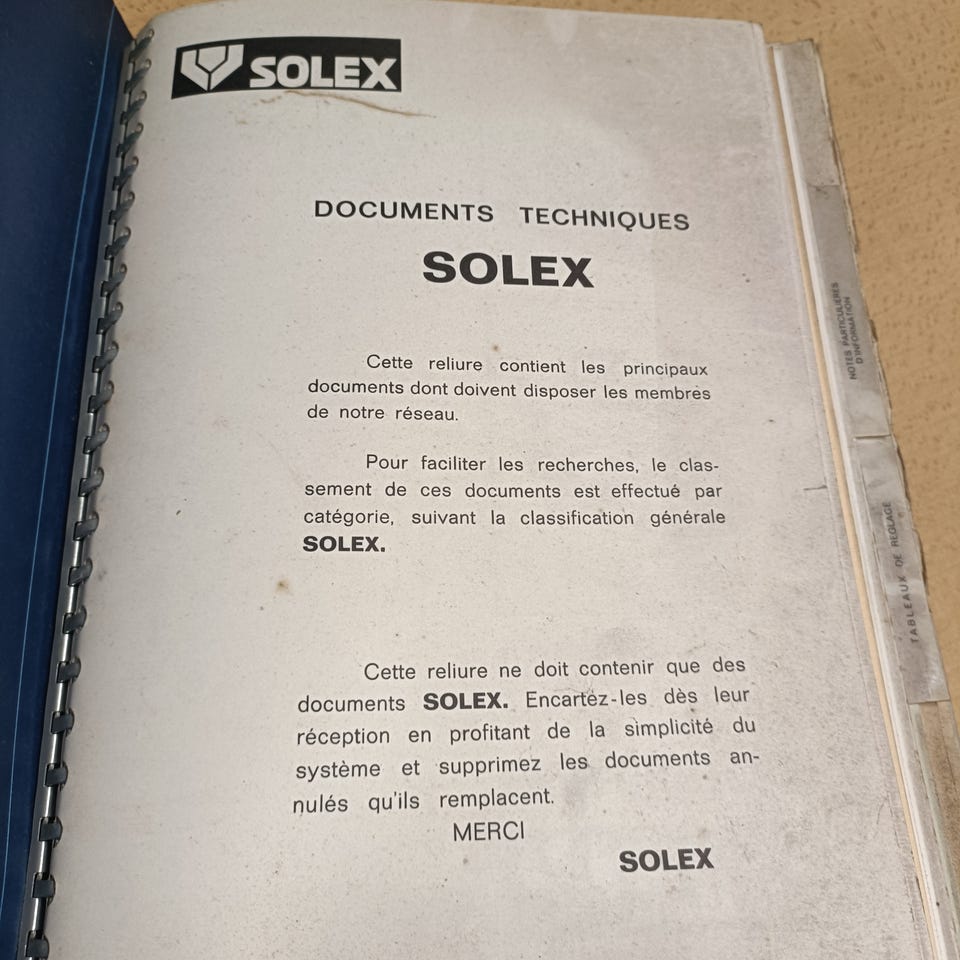 SOLEX
DOCUMENTS TECHNIQUES
SOLEX
Cette reliure contient les principaux
documents dont doivent disposer les membres
de notre réseau.
Pour faciliter les recherches, le clas-
sement de ces documents est effectué par
catégorie, suivant la classification générale
SOLEX.
Cette reliure ne doit contenir que des
documents SOLEX. Encartez-les dès leur
réception en profitant de la simplicité du
système et supprimez les documents an-
nulés qu'ils remplacent.
MERCI
SOLEX
NOTES PARTICULIÈRES
D'INFORMATION
TABLEAUX DE RÉGLAGE